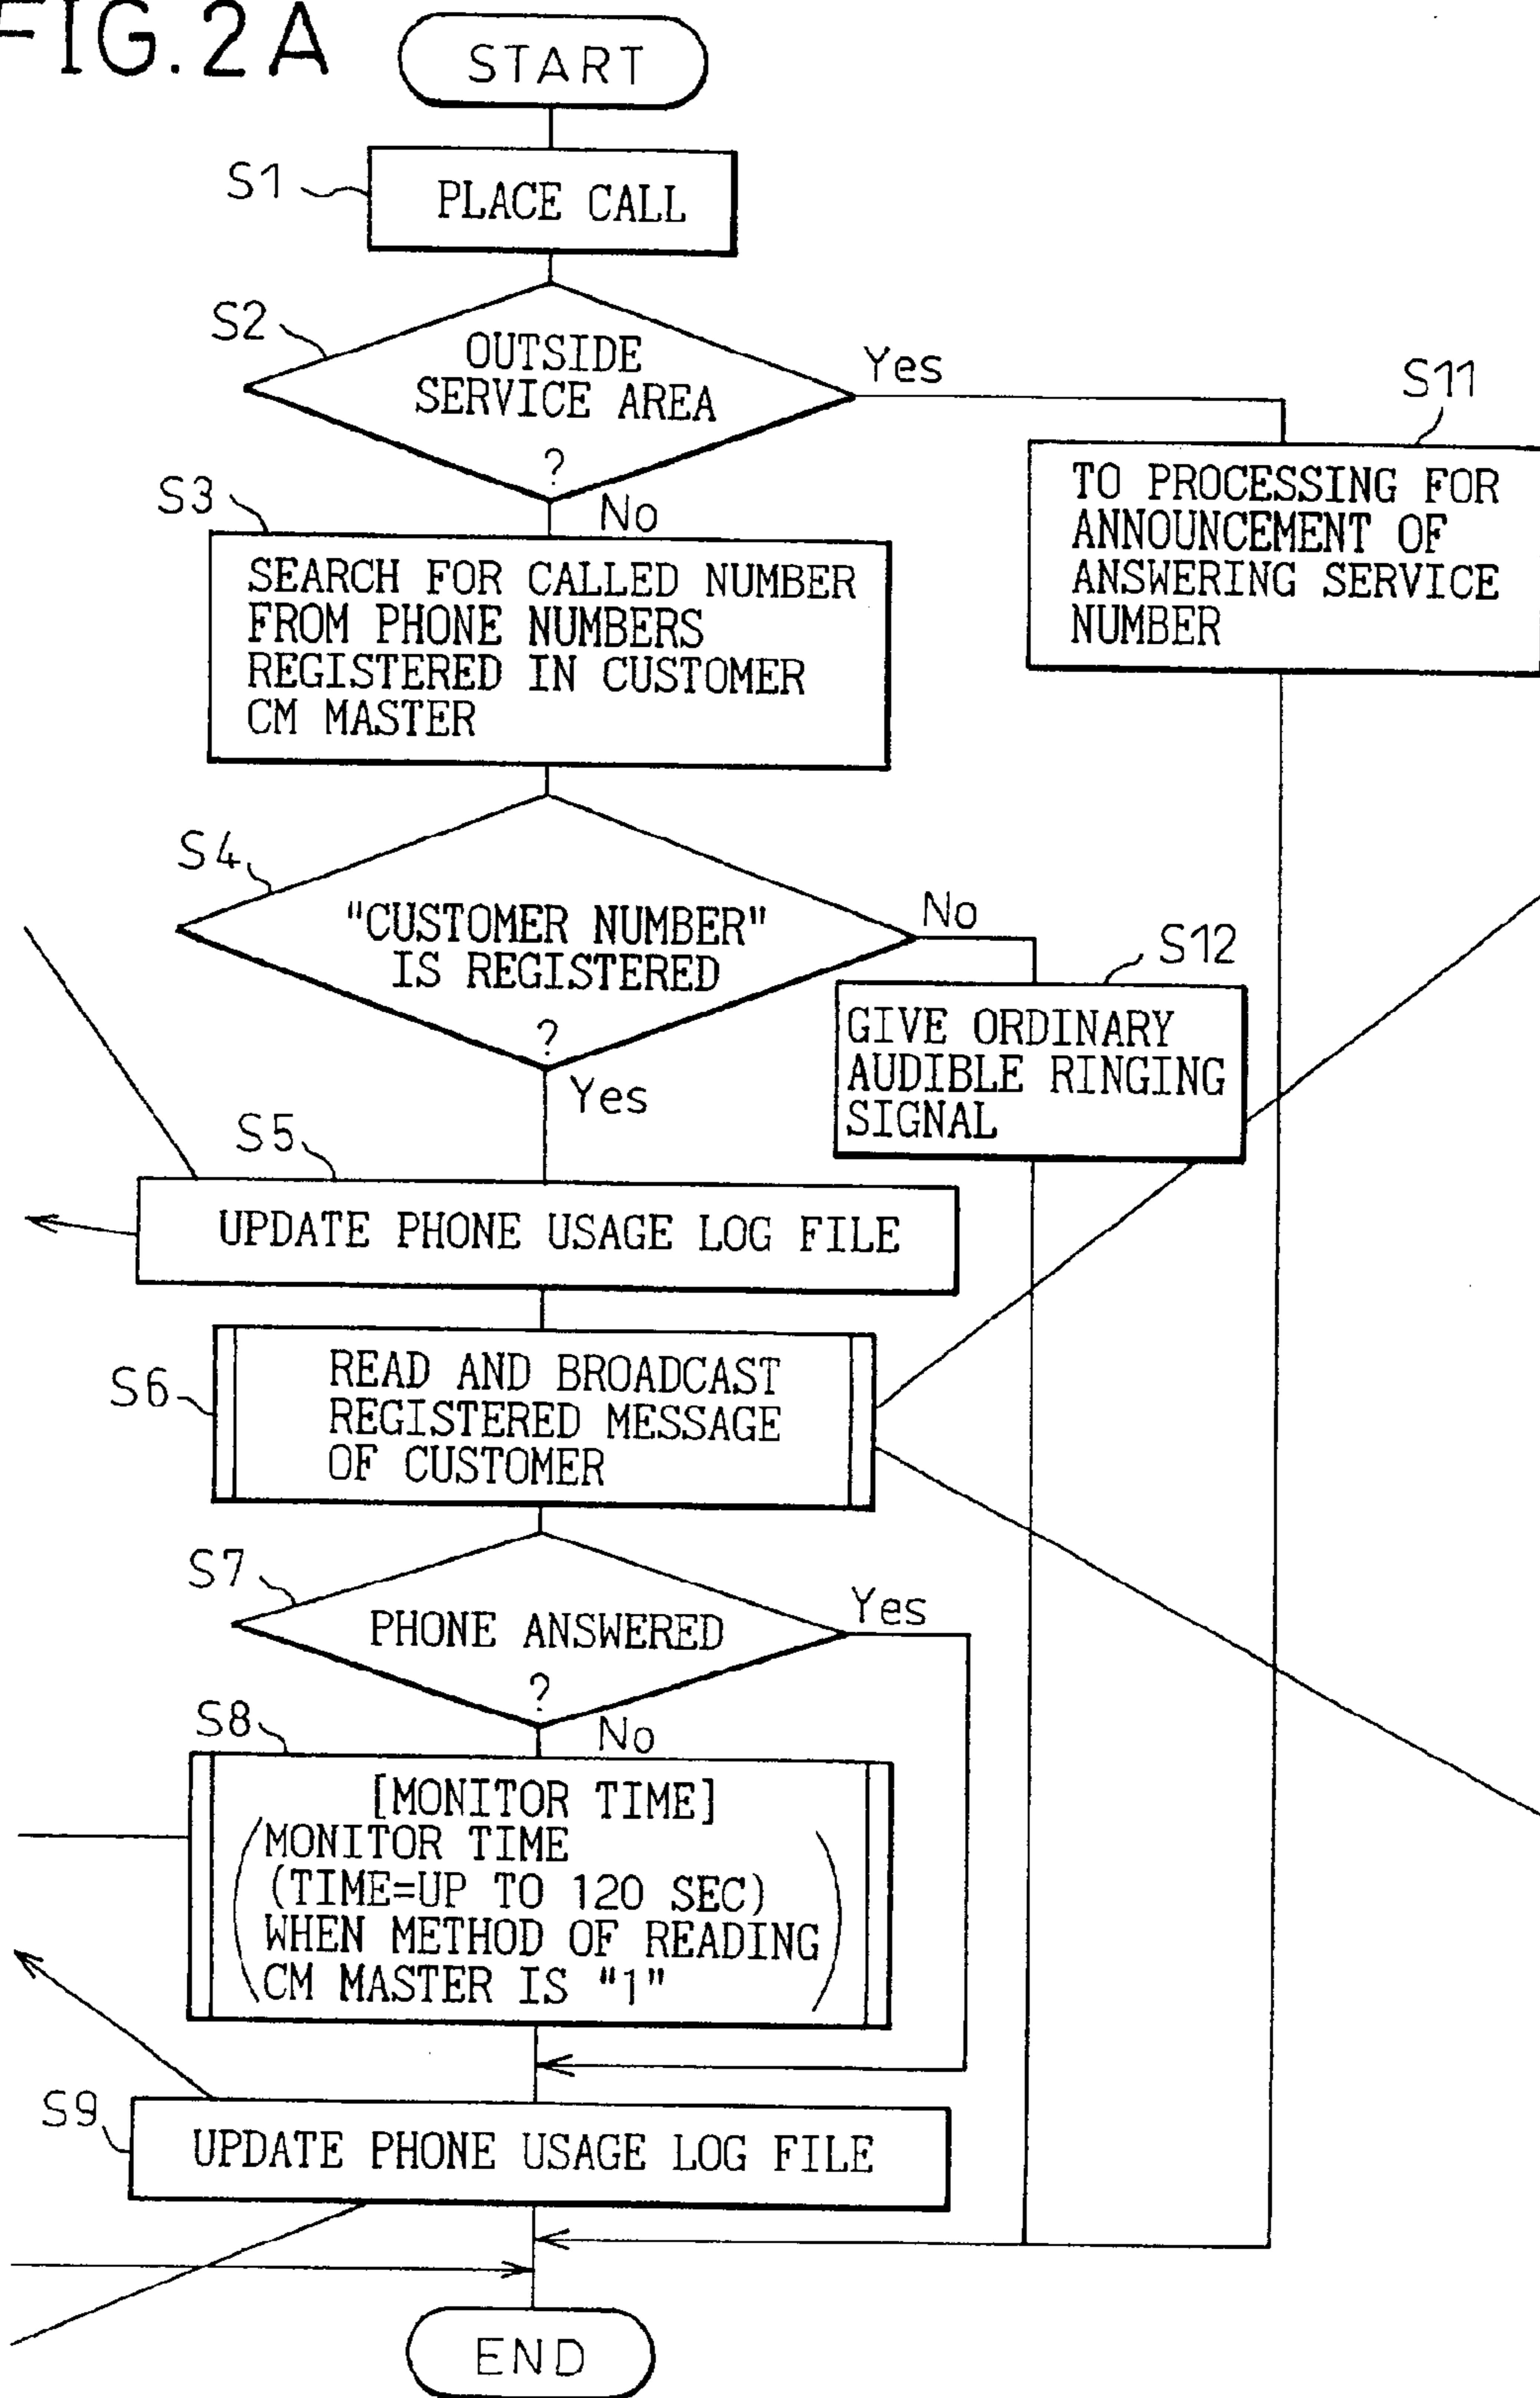 FIG. 2A
START
S1
PLACE CALL
S2
OUTSIDE
SERVICE AREA
?
Yes
No
S11
TO PROCESSING FOR
ANNOUNCEMENT OF
ANSWERING SERVICE
NUMBER
S3
SEARCH FOR CALLED NUMBER
FROM PHONE NUMBERS
REGISTERED IN CUSTOMER
CM MASTER
S4
"CUSTOMER NUMBER"
IS REGISTERED
?
No
Yes
S12
GIVE ORDINARY
AUDIBLE RINGING
SIGNAL
S5
UPDATE PHONE USAGE LOG FILE
S6
READ AND BROADCAST
REGISTERED MESSAGE
OF CUSTOMER
S7
PHONE ANSWERED
?
Yes
No
S8
[MONITOR TIME]
(MONITOR TIME
(TIME=UP TO 120 SEC)
WHEN METHOD OF READING
CM MASTER IS "1")
S9
UPDATE PHONE USAGE LOG FILE
END